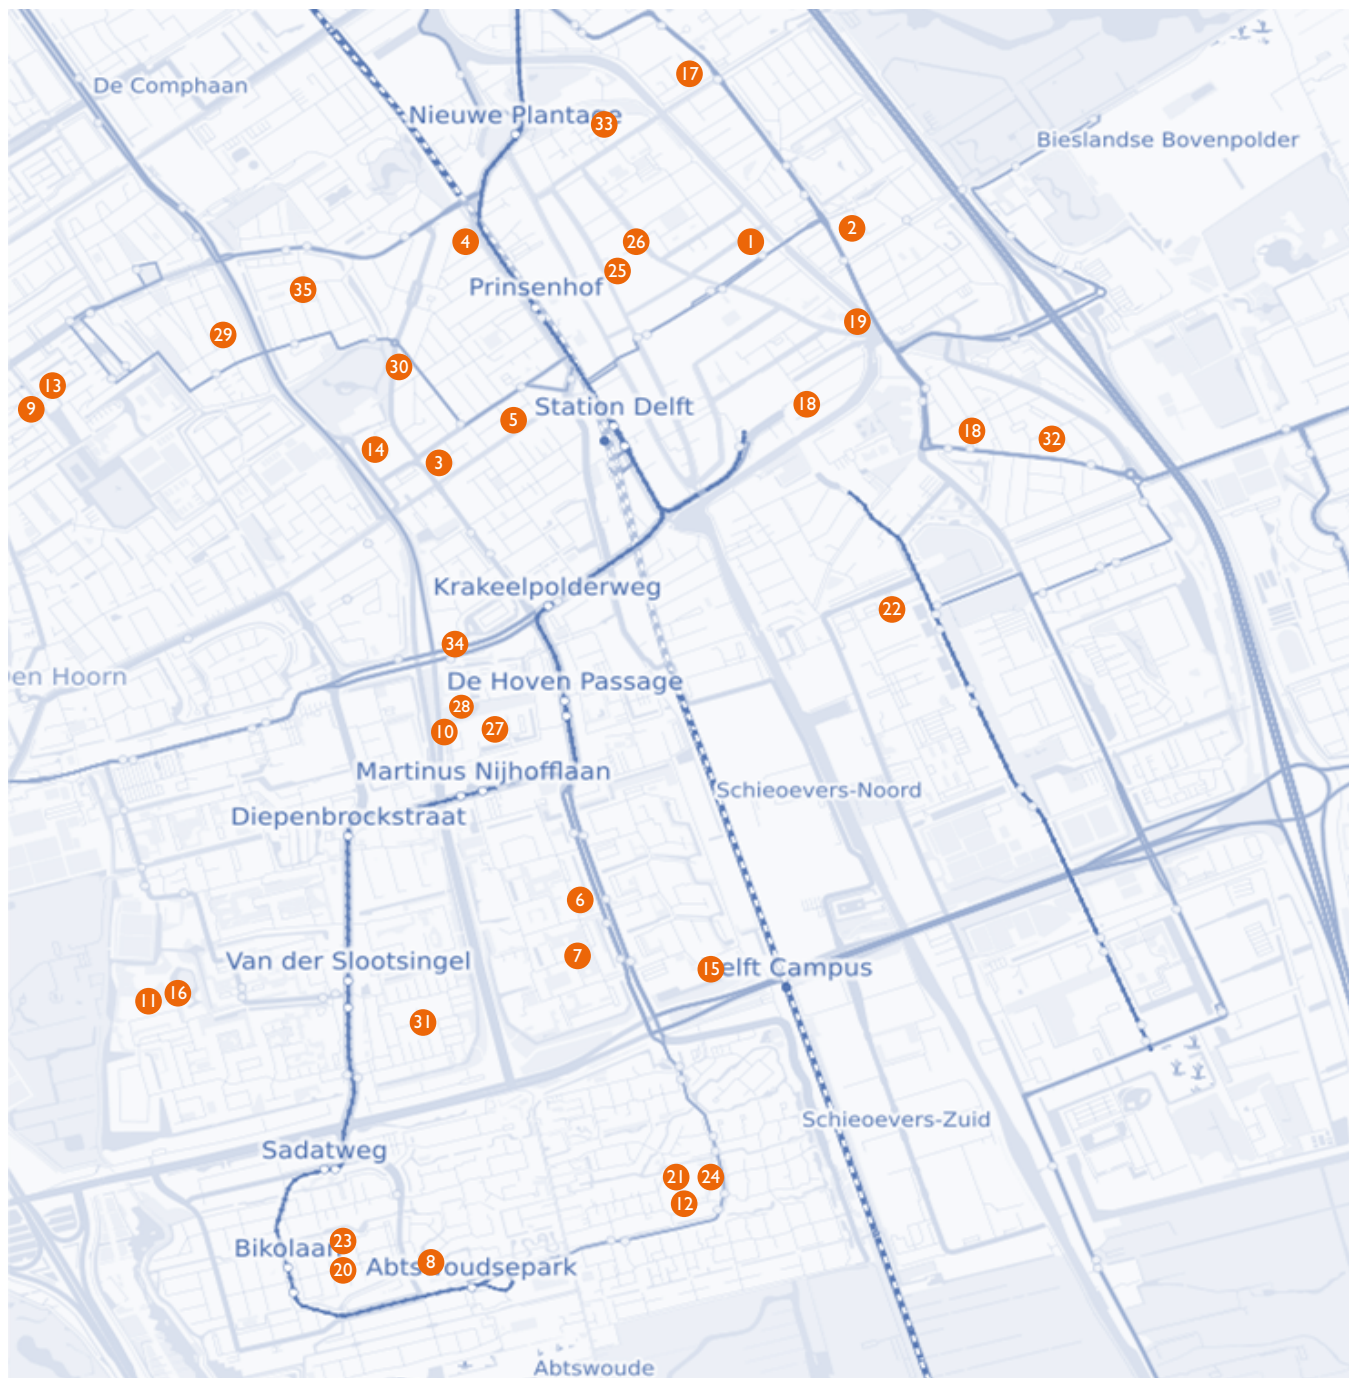 17
De Comphaan
Nieuwe Plantage
33
Bieslandse Bovenpolder
2
4
26
1
25
Prinsenhof
35
19
29
30
13
18
9
Station Delft
5
18
32
14
3
Krakeelpolderweg
22
34
Den Hoorn
De Hoven Passage
28
27
10
Martinus Nijhofflaan
Schieoevers-Noord
Diepenbrockstraat
6
7
Van der Slootsingel
15
elft Campus
16
11
31
Schieoevers-Zuid
Sadatweg
21
24
12
23
Bikolaan
8
20
Abtswoudsepark
Abtswoude